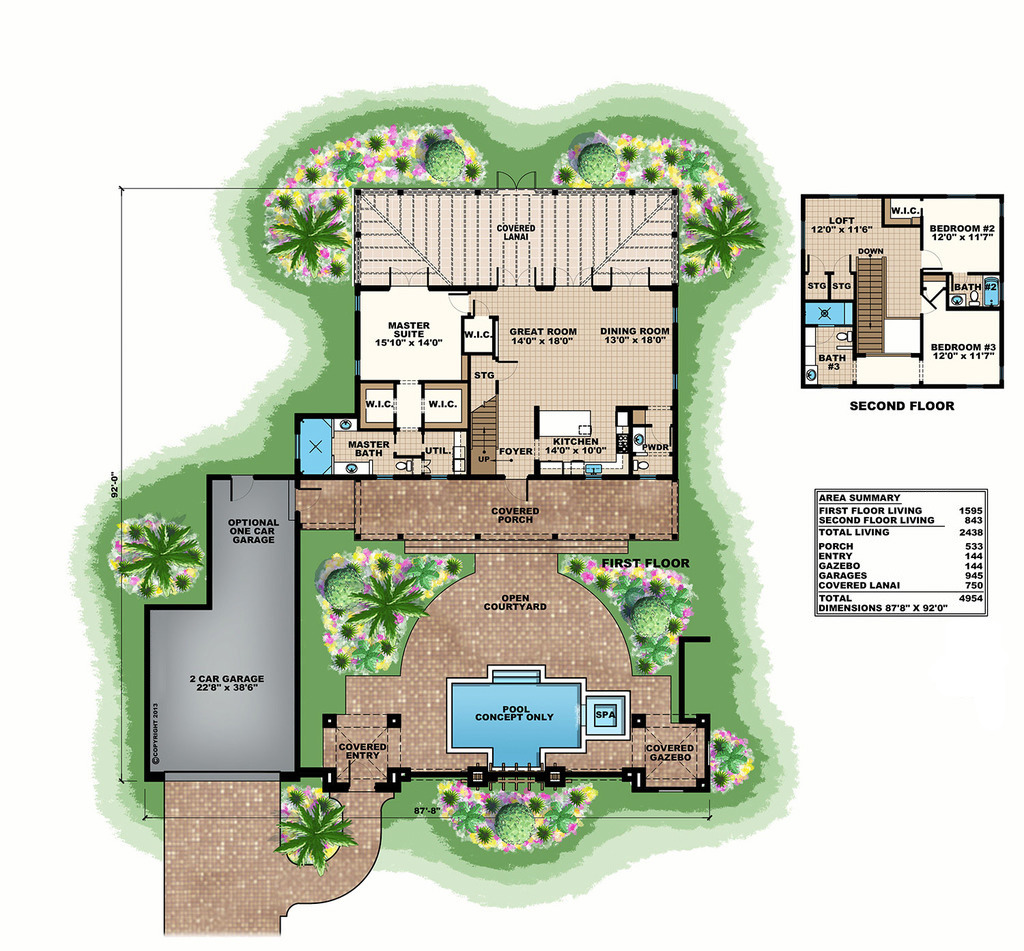 COVERED
LANAI
MASTER
SUITE
15'10" x 14'0"
W.I.C.
GREAT ROOM
14'0" x 18'0"
DINING ROOM
13'0" x 18'0"
STG
W.I.C.
W.I.C.
MASTER
BATH
UTIL.
UP
FOYER
KITCHEN
14'0" x 10'0"
PWDR
COVERED
PORCH
OPTIONAL
ONE CAR
GARAGE
FIRST FLOOR
OPEN
COURTYARD
2 CAR GARAGE
22'8" x 38'6"
POOL
CONCEPT ONLY
SPA
COVERED
ENTRY
COVERED
GAZEBO
©COPYRIGHT 2013
92'-0"
87'-8"
LOFT
12'0" x 11'6"
W.I.C.
BEDROOM #2
12'0" x 11'7"
DOWN
STG
STG
BATH #2
BATH
#3
BEDROOM #3
12'0" x 11'7"
SECOND FLOOR
AREA SUMMARY
FIRST FLOOR LIVING 1595
SECOND FLOOR LIVING 843
TOTAL LIVING 2438
PORCH 533
ENTRY 144
GAZEBO 144
GARAGES 945
COVERED LANAI 750
TOTAL 4954
DIMENSIONS 87'8" X 92'0"